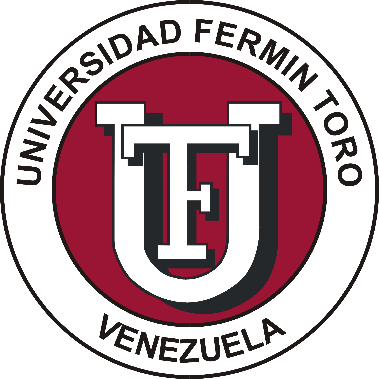 UNIVERSIDAD FERMIN TORO
UFT
VENEZUELA